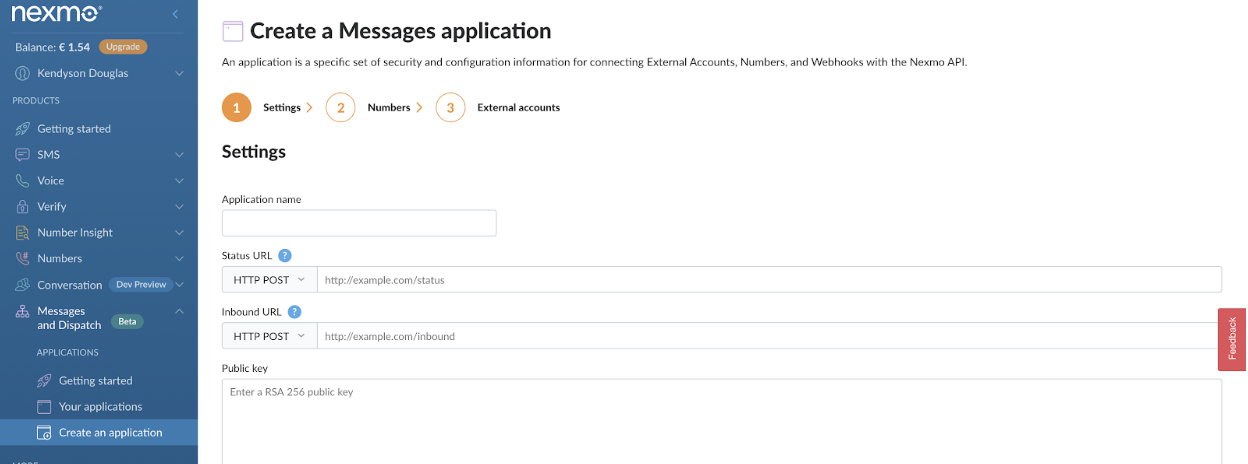 nexmo
Balance: € 1.54 Upgrade
Kendyson Douglas
PRODUCTS
Getting started
SMS
Voice
Verify
Number Insight
Numbers
Conversation Dev Preview
Messages
and Dispatch Beta
APPLICATIONS
Getting started
Your applications
Create an application
MORE
Create a Messages application
An application is a specific set of security and configuration information for connecting External Accounts, Numbers, and Webhooks with the Nexmo API.
1 Settings 2 Numbers 3 External accounts
Settings
Application name
Status URL ?
HTTP POST http://example.com/status
Inbound URL ?
HTTP POST http://example.com/inbound
Public key
Enter a RSA 256 public key
Feedback